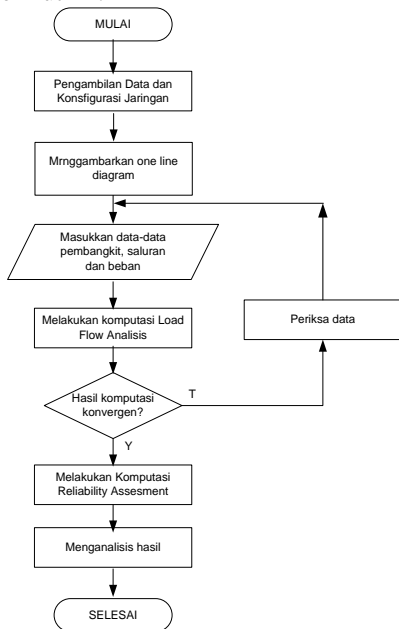 MULAI
Pengambilan Data dan
Konsfigurasi Jaringan
Mrnggambarkan one line
diagram
Masukkan data-data
pembangkit, saluran
dan beban
Melakukan komputasi Load
Flow Analisis
Periksa data
Hasil komputasi
konvergen?
T
Y
Melakukan Komputasi
Reliability Assesment
Menganalisis hasil
SELESAI